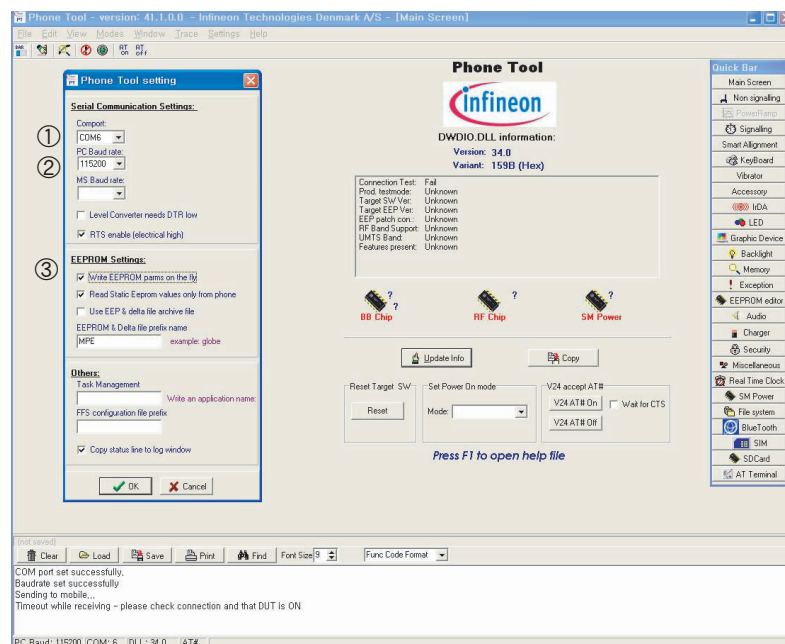 Phone Tool - version: 41.1.0.0 - Infineon Technologies Denmark A/S - [Main Screen]
File Edit View Modes Window Trace Settings Help
BAR AT on AT off
Phone Tool setting
Serial Communication Settings:
Comport:
① COM6
PC Baud rate:
② 115200
MS Baud rate:
Level Converter needs DTR low
RTS enable (electrical high)
③ EEPROM Settings:
Write EEPROM parms on the fly
Read Static Eeprom values only from phone
Use EEP & delta file archive file
EEPROM & Delta file prefix name
MPE example: globe
Others:
Task Management
Write an application name:
FFS configuration file prefix
Copy status line to log window
OK Cancel
Phone Tool
infineon
DWDIO.DLL information:
Version: 34.0
Variant: 159B (Hex)
Connection Test: Fail
Prod. testmode: Unknown
Target SW Ver: Unknown
Target EEP Ver: Unknown
EEP patch con.: Unknown
RF Band Support: Unknown
UMTS Band: Unknown
Features present: Unknown
? ? ? ?
BB Chip RF Chip SM Power
Update Info Copy
Reset Target SW Set Power On mode V24 accept AT#
Reset Mode: V24 AT# On Wait for CTS
V24 AT# Off
Press F1 to open help file
Quick Bar
Main Screen
Non signalling
PowerRamp
Signalling
Smart Allignment
KeyBoard
Vibrator
Accessory
IrDA
LED
Graphic Device
Backlight
Memory
Exception
EEPROM editor
Audio
Charger
Security
Miscellaneous
Real Time Clock
SM Power
File system
BlueTooth
SIM
SDCard
AT Terminal
[not saved]
Clear Load Save Print Find Font Size 9 Func Code Format
COM port set successfully.
Baudrate set successfully
Sending to mobile...
Timeout while receiving - please check connection and that DUT is ON
PC Baud: 115200 COM: 6 DLL: 34.0 AT#